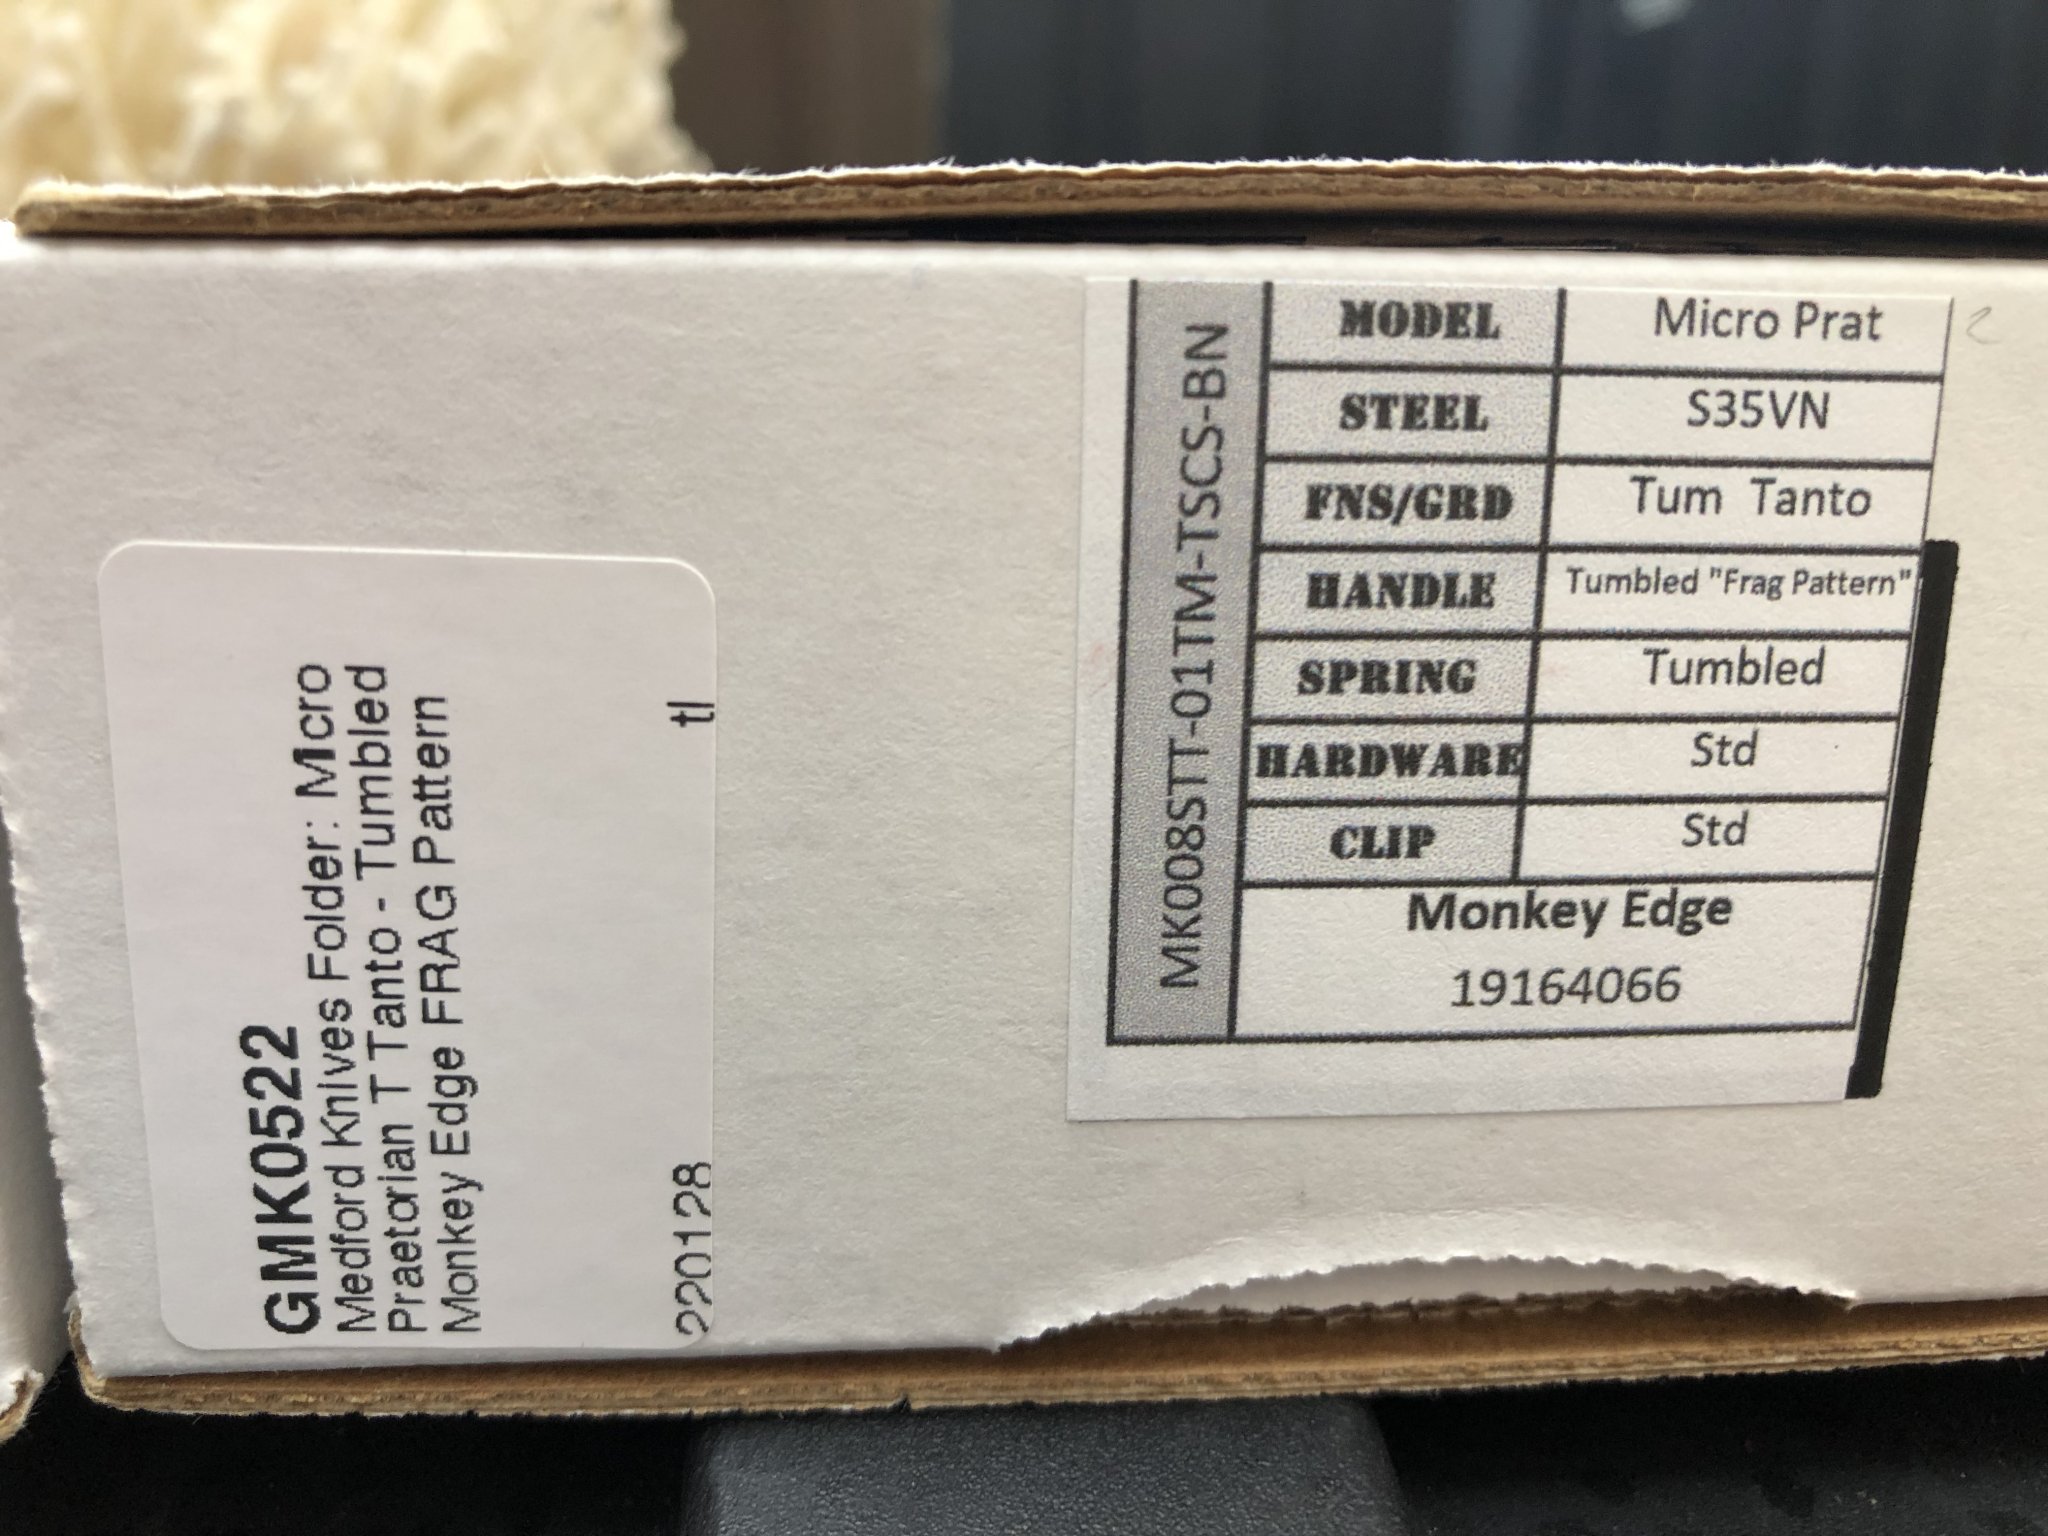 GMK0522
Medford Knives Folder: Micro
Praetorian T Tanto - Tumbled
Monkey Edge FRAG Pattern
220128 tl
MK008STT-01TM-TSCS-BN
MODEL Micro Prat
STEEL S35VN
FNS/GRD Tum Tanto
HANDLE Tumbled "Frag Pattern"
SPRING Tumbled
HARDWARE Std
CLIP Std
Monkey Edge
19164066
2